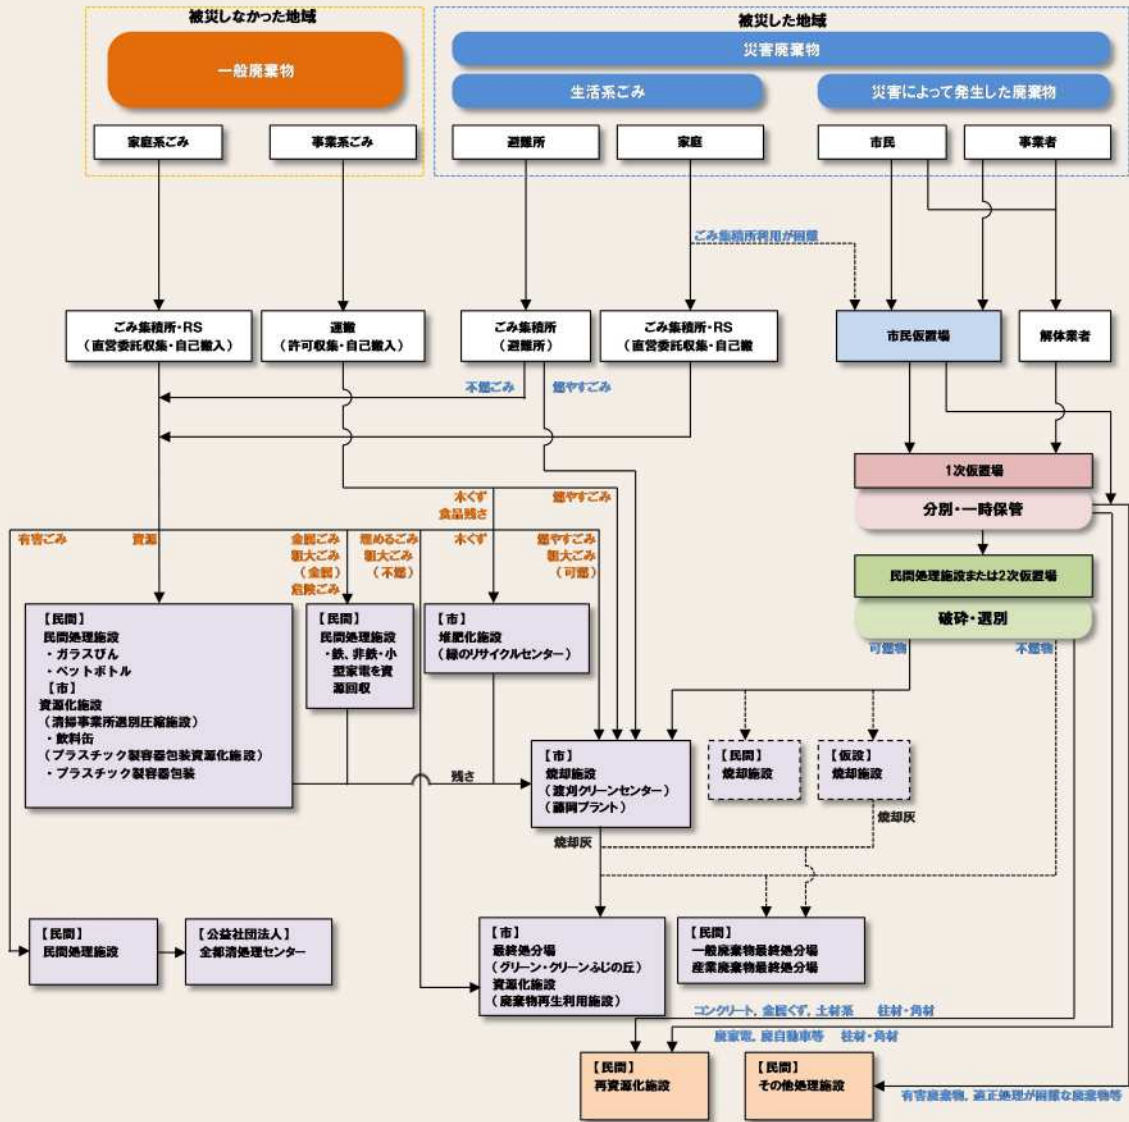 被災しなかった地域
一般廃棄物
家庭系ごみ
事業系ごみ
被災した地域
災害廃棄物
生活系ごみ
災害によって発生した廃棄物
避難所
家庭
市民
事業者
ごみ集積所利用が困難
ごみ集積所・RS
(直営委託収集・自己搬入)
運搬
(許可収集・自己搬入)
ごみ集積所
(避難所)
ごみ集積所・RS
(直営委託収集・自己搬
市民仮置場
解体業者
不燃ごみ
燃やすごみ
1次仮置場
分別・一時保管
木くず
食品残さ
燃やすごみ
有害ごみ
資源
金属ごみ
粗大ごみ
(金属)
危険ごみ
埋めるごみ
粗大ごみ
(不燃)
木くず
燃やすごみ
粗大ごみ
(可燃)
民間処理施設または2次仮置場
破砕・選別
可燃物
不燃物
【民間】
民間処理施設
・ガラスびん
・ペットボトル
【市】
資源化施設
(清掃事業所選別圧縮施設)
・飲料缶
(プラスチック製容器包装資源化施設)
・プラスチック製容器包装
【民間】
民間処理施設
・鉄、非鉄・小
型家電を資
源回収
【市】
堆肥化施設
(緑のリサイクルセンター)
残さ
【市】
焼却施設
(渡刈クリーンセンター)
(藤岡プラント)
【民間】
焼却施設
【仮設】
焼却施設
焼却灰
焼却灰
【民間】
民間処理施設
【公益社団法人】
全都清処理センター
【市】
最終処分場
(グリーン・クリーンふじの丘)
資源化施設
(廃棄物再生利用施設)
【民間】
一般廃棄物最終処分場
産業廃棄物最終処分場
コンクリート, 金属くず, 土材系 柱材・角材
廃家電, 廃自動車等 柱材・角材
【民間】
再資源化施設
【民間】
その他処理施設
有害廃棄物, 適正処理が困難な廃棄物等